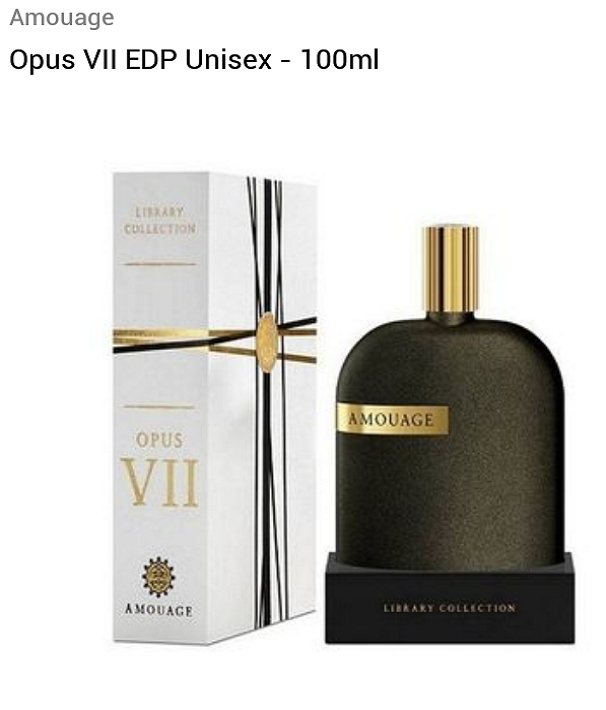 Amouage
Opus VII EDP Unisex - 100ml
LIBRARY
COLLECTION
OPUS
VII
AMOUAGE
AMOUAGE
LIBRARY COLLECTION